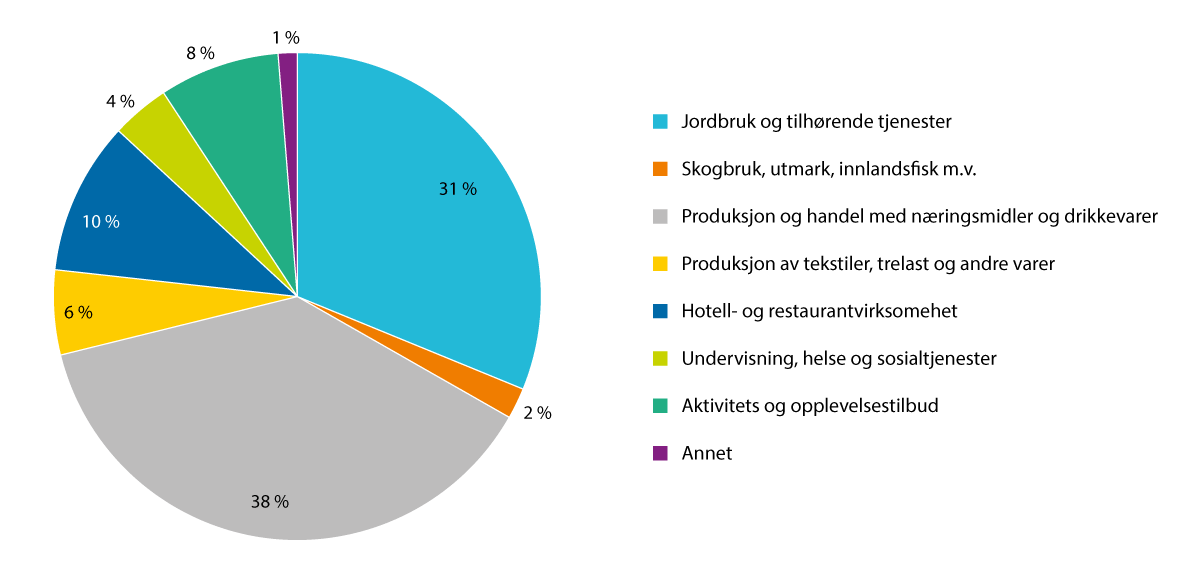 1 %
8 %
4 %
10 %
6 %
38 %
2 %
31 %
Jordbruk og tilhørende tjenester
Skogbruk, utmark, innlandsfisk m.v.
Produksjon og handel med næringsmidler og drikkevarer
Produksjon av tekstiler, trelast og andre varer
Hotell- og restaurantvirksomehet
Undervisning, helse og sosialtjenester
Aktivitets og opplevelsestilbud
Annet